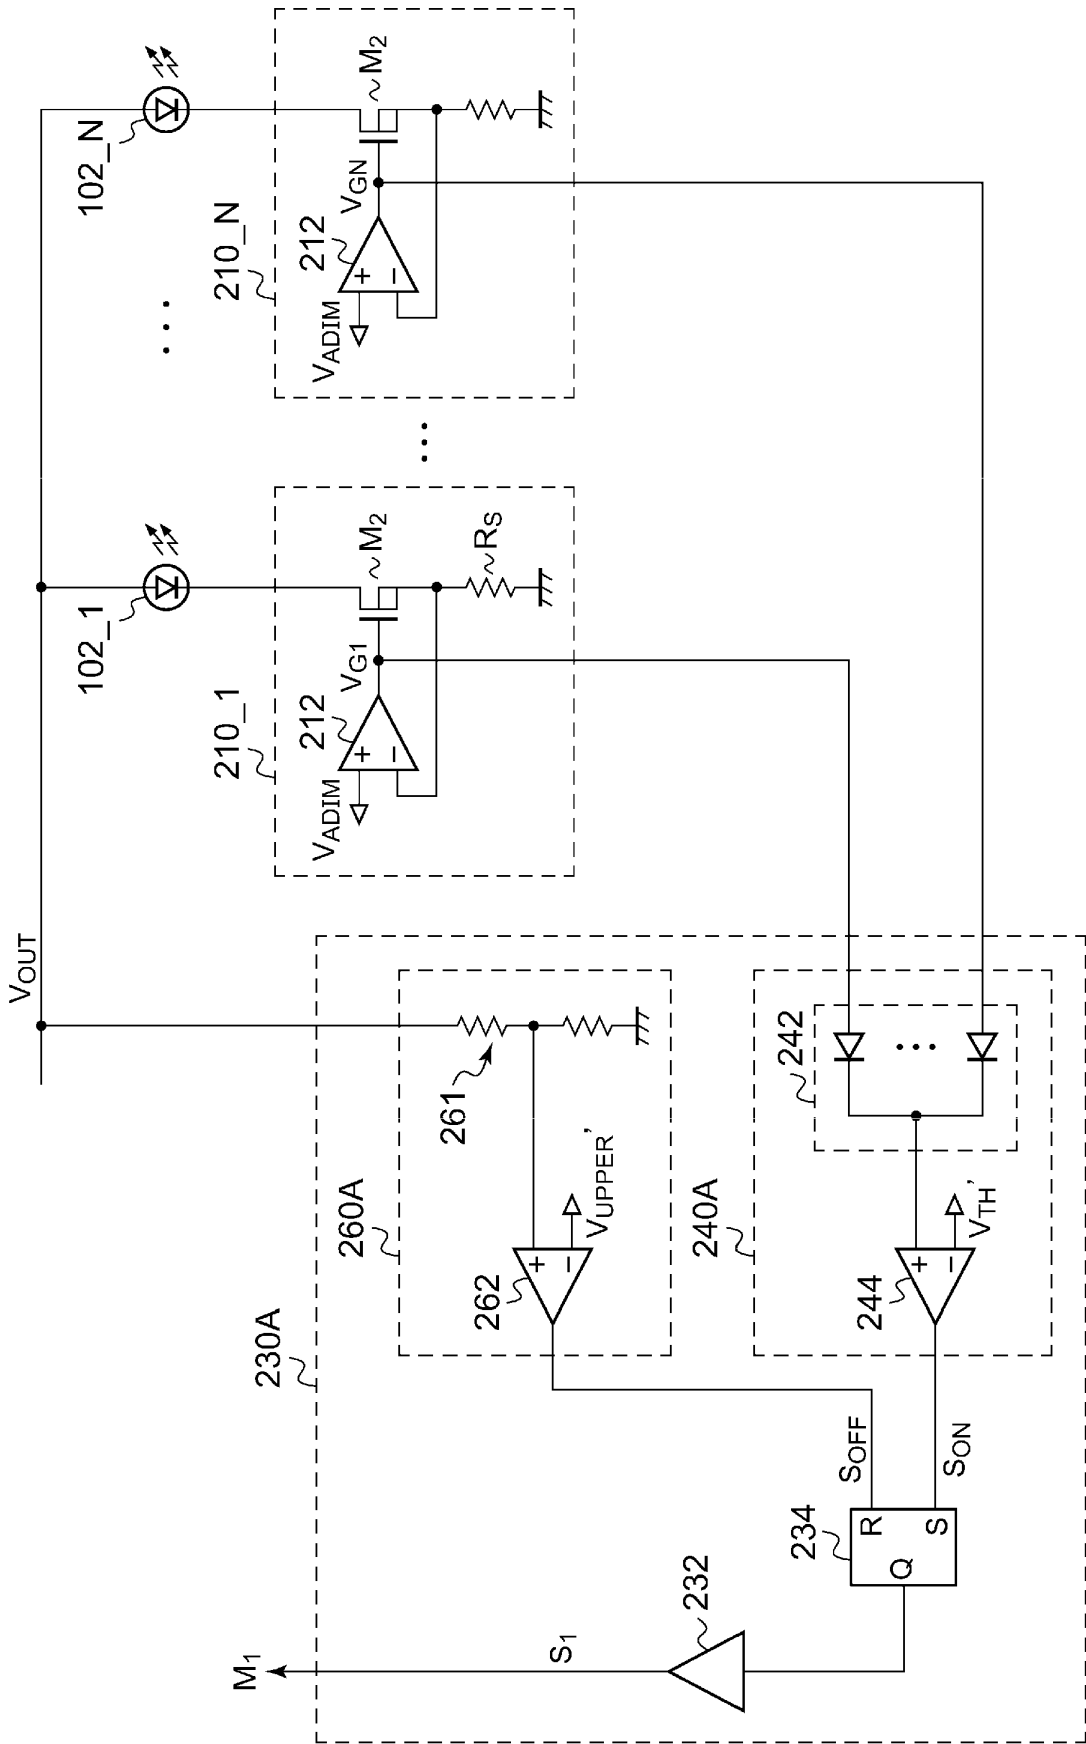 VOUT
102_1
102_N
210_1
VADIM
212
+
−
VG1
M2
RS
210_N
VADIM
212
+
−
VGN
M2
230A
260A
261
262
+
−
VUPPER'
240A
242
244
+
−
VTH'
SOFF
SON
234
R
S
Q
232
S1
M1